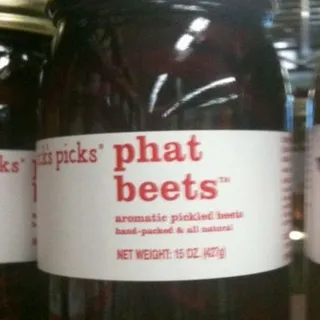 ks
ck's picks®
phat
beets™
aromatic pickled beets
hand-packed & all natural
NET WEIGHT: 15 OZ. (427g)